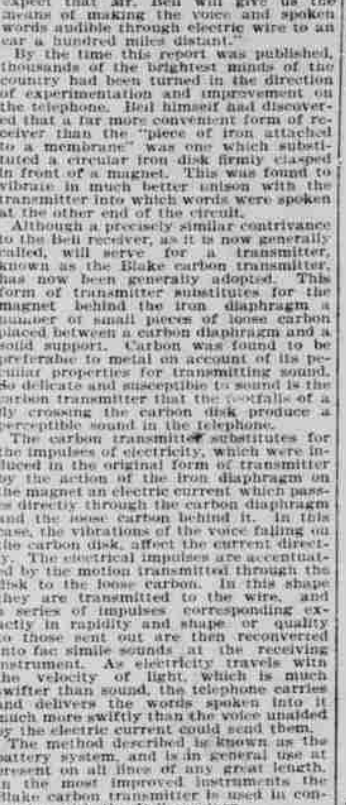 expect that Mr. Bell will give us the
means of making the voice and spoken
words audible through electric wire to an
ear a hundred miles distant."
By the time this report was published,
thousands of the brightest minds of the
country had been turned in the direction
of experimentation and improvement on
the telephone. Bell himself had discover-
ed that a far more convenient form of re-
ceiver than the "piece of iron attached
to a membrane" was one which substi-
tuted a circular iron disk firmly clasped
in front of a magnet. This was found to
vibrate in much better unison with the
transmitter into which words were spoken
at the other end of the circuit.
Although a precisely similar contrivance
to the Bell receiver, as it is now generally
called, will serve for a transmitter,
known as the Blake carbon transmitter,
has now been generally adopted. This
form of transmitter substitutes for the
magnet behind the iron diaphragm a
number of small pieces of loose carbon
placed between a carbon diaphragm and a
solid support. Carbon was found to be
preferable to metal on account of its pe-
culiar properties for transmitting sound.
So delicate and susceptible to sound is the
carbon transmitter that the footfalls of a
fly crossing the carbon disk produce a
perceptible sound in the telephone.
The carbon transmitter substitutes for
the impulses of electricity, which were in-
duced in the original form of transmitter
by the action of the iron diaphragm on
the magnet an electric current which pass-
es directly through the carbon diaphragm
and the loose carbon behind it. In this
case, the vibrations of the voice falling on
the carbon disk, affect the current direct-
y. The electrical impulses are accentuat-
ed by the motion transmitted through the
disk to the loose carbon. In this shape
they are transmitted to the wire, and
a series of impulses corresponding ex-
actly in rapidity and shape or quality
to those sent out are then reconverted
into fac simile sounds at the receiving
instrument. As electricity travels with
the velocity of light, which is much
swifter than sound, the telephone carries
and delivers the words spoken into it
much more swiftly than the voice unaided
by the electric current could send them.
The method described is known as the
battery system, and is in general use at
present on all lines of any great length.
In the most improved instruments the
Blake carbon transmitter is used in con-